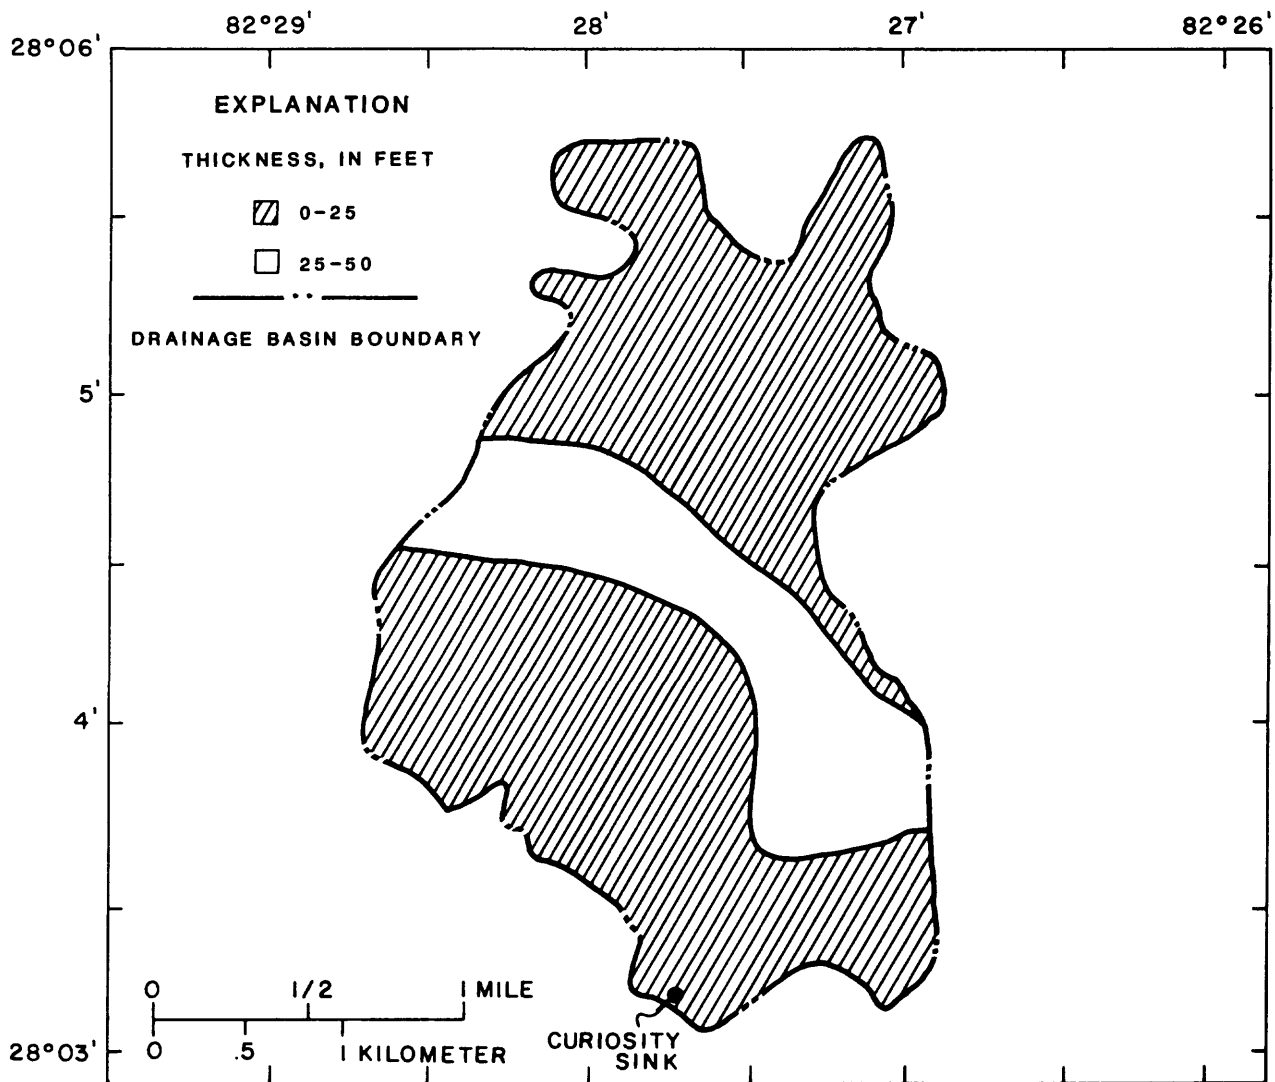 82°29' 28' 27' 82°26'
28°06'
EXPLANATION
THICKNESS, IN FEET
0-25
25-50
DRAINAGE BASIN BOUNDARY
5'
4'
0 1/2 1 MILE
0 .5 1 KILOMETER
CURIOSITY
SINK
28°03'